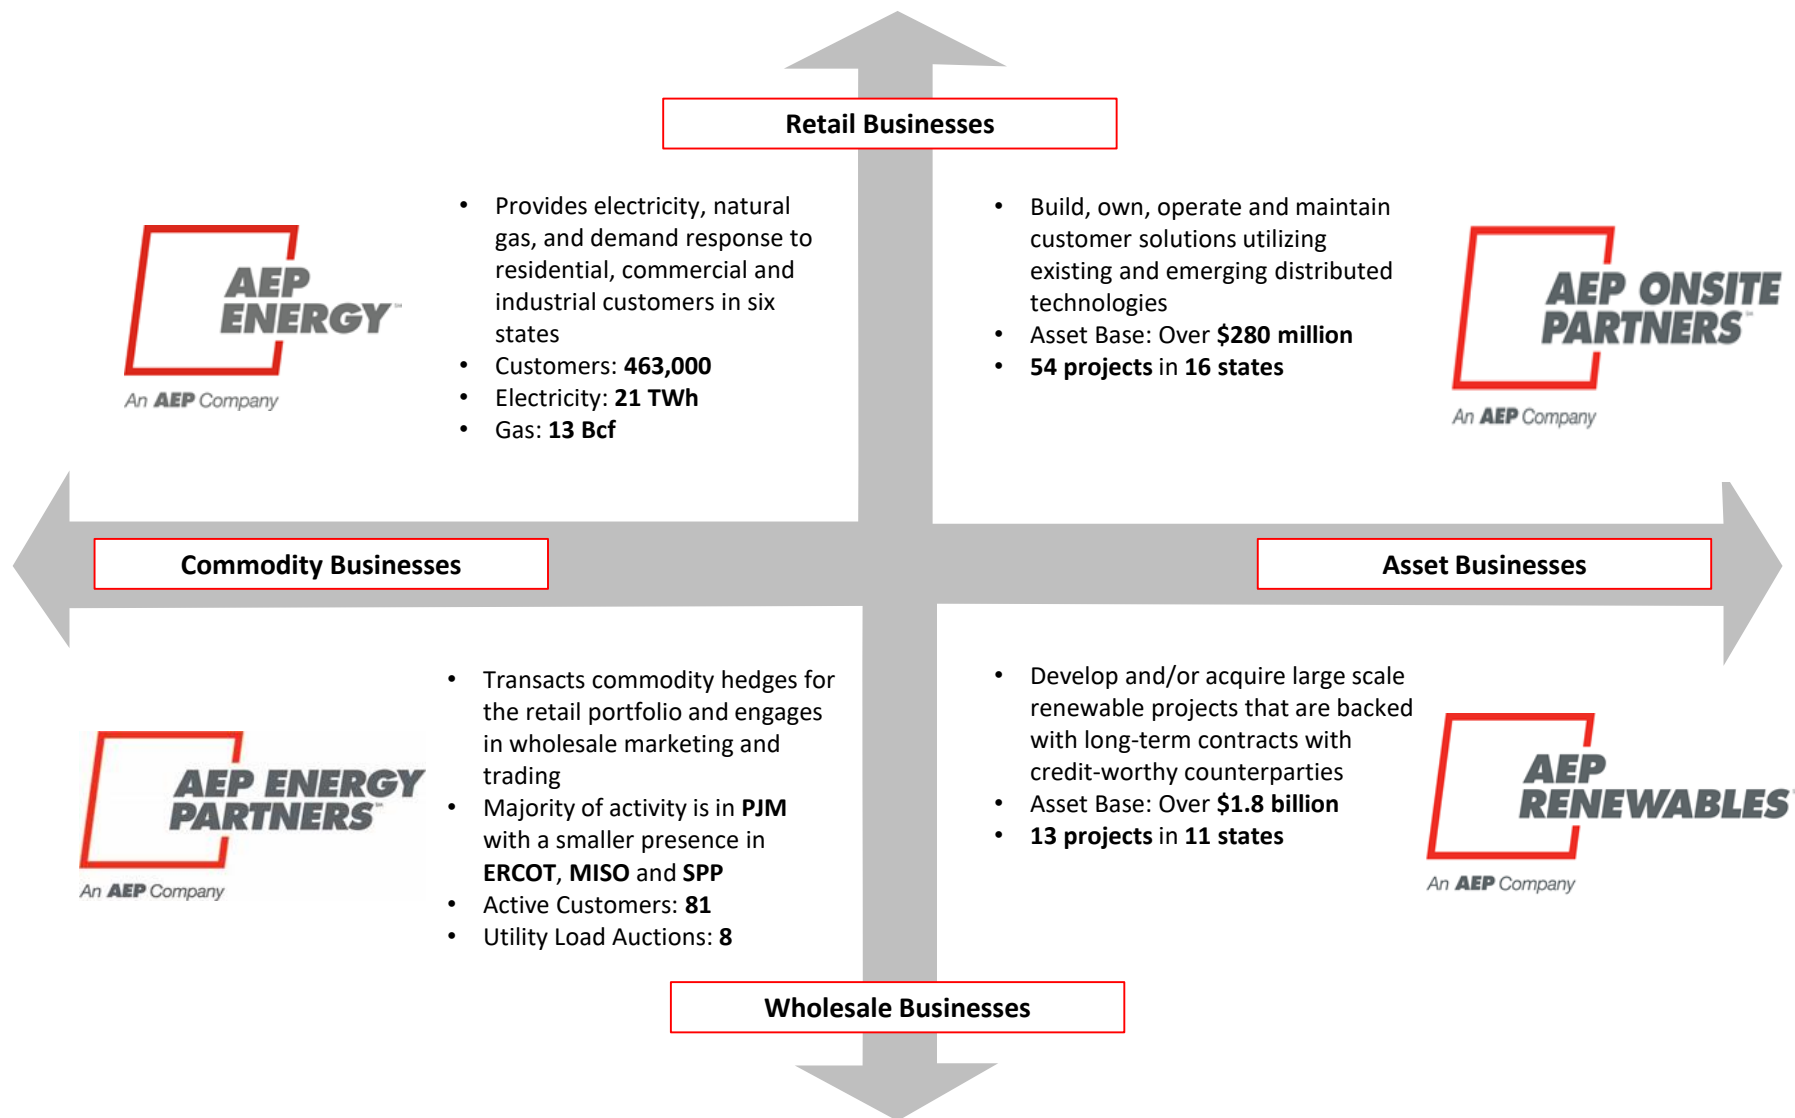 Retail Businesses
AEP
ENERGY℠
An AEP Company
• Provides electricity, natural
gas, and demand response to
residential, commercial and
industrial customers in six
states
• Customers: 463,000
• Electricity: 21 TWh
• Gas: 13 Bcf
• Build, own, operate and maintain
customer solutions utilizing
existing and emerging distributed
technologies
• Asset Base: Over $280 million
• 54 projects in 16 states
AEP ONSITE
PARTNERS℠
An AEP Company
Commodity Businesses
Asset Businesses
AEP ENERGY
PARTNERS℠
An AEP Company
• Transacts commodity hedges for
the retail portfolio and engages
in wholesale marketing and
trading
• Majority of activity is in PJM
with a smaller presence in
ERCOT, MISO and SPP
• Active Customers: 81
• Utility Load Auctions: 8
• Develop and/or acquire large scale
renewable projects that are backed
with long-term contracts with
credit-worthy counterparties
• Asset Base: Over $1.8 billion
• 13 projects in 11 states
AEP
RENEWABLES
An AEP Company
Wholesale Businesses